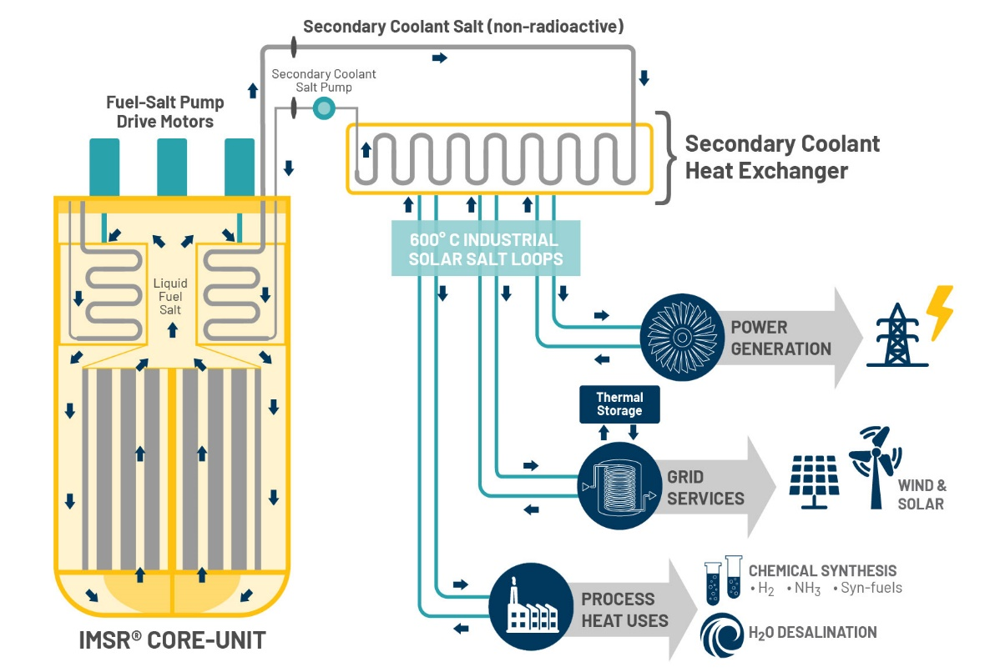 Secondary Coolant Salt (non-radioactive)
Secondary Coolant
Salt Pump
Fuel-Salt Pump
Drive Motors
Secondary Coolant
Heat Exchanger
600° C INDUSTRIAL
SOLAR SALT LOOPS
Liquid
Fuel
Salt
POWER
GENERATION
Thermal
Storage
GRID
SERVICES
WIND &
SOLAR
PROCESS
HEAT USES
CHEMICAL SYNTHESIS
• H₂ • NH₃ • Syn-fuels
H₂O DESALINATION
IMSR® CORE-UNIT